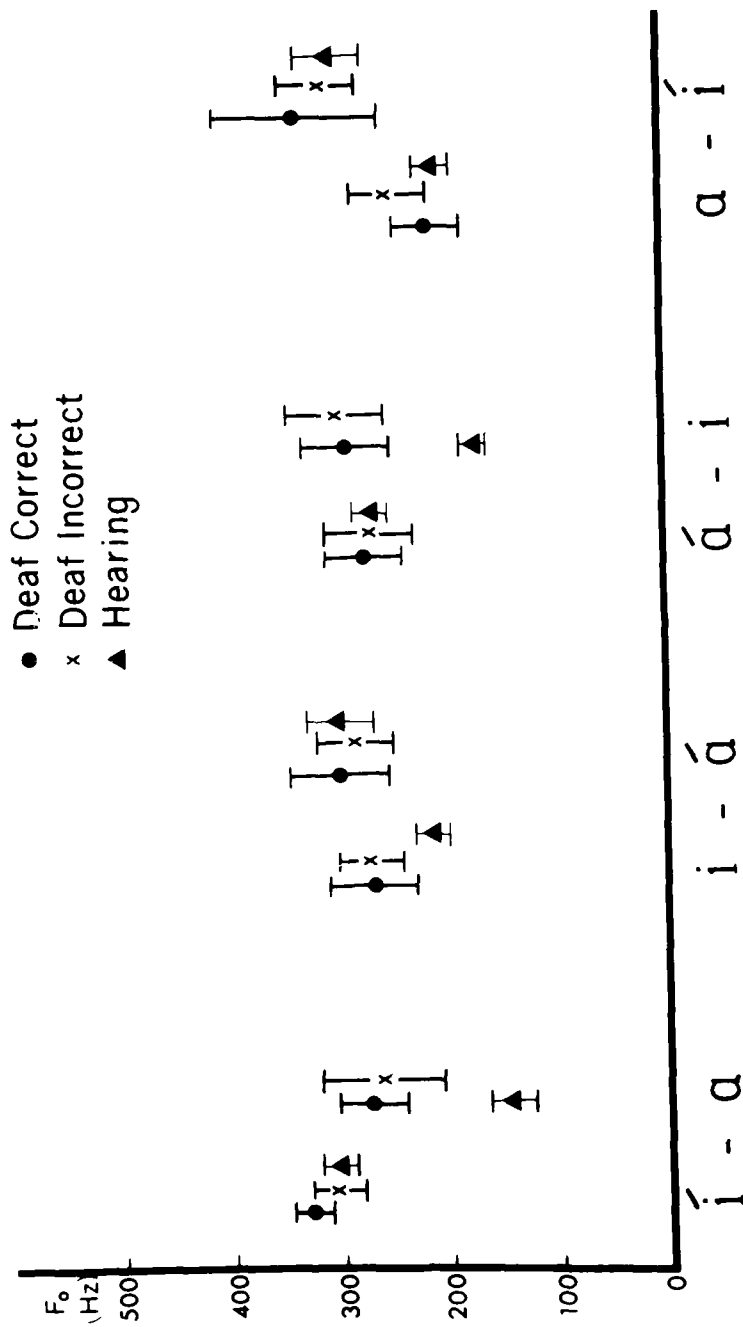 ● Deaf Correct
× Deaf Incorrect
▲ Hearing
F₀
(Hz)
500
400
300
200
100
0
í - ɑ
i - ɑ́
ɑ́ - i
ɑ - í